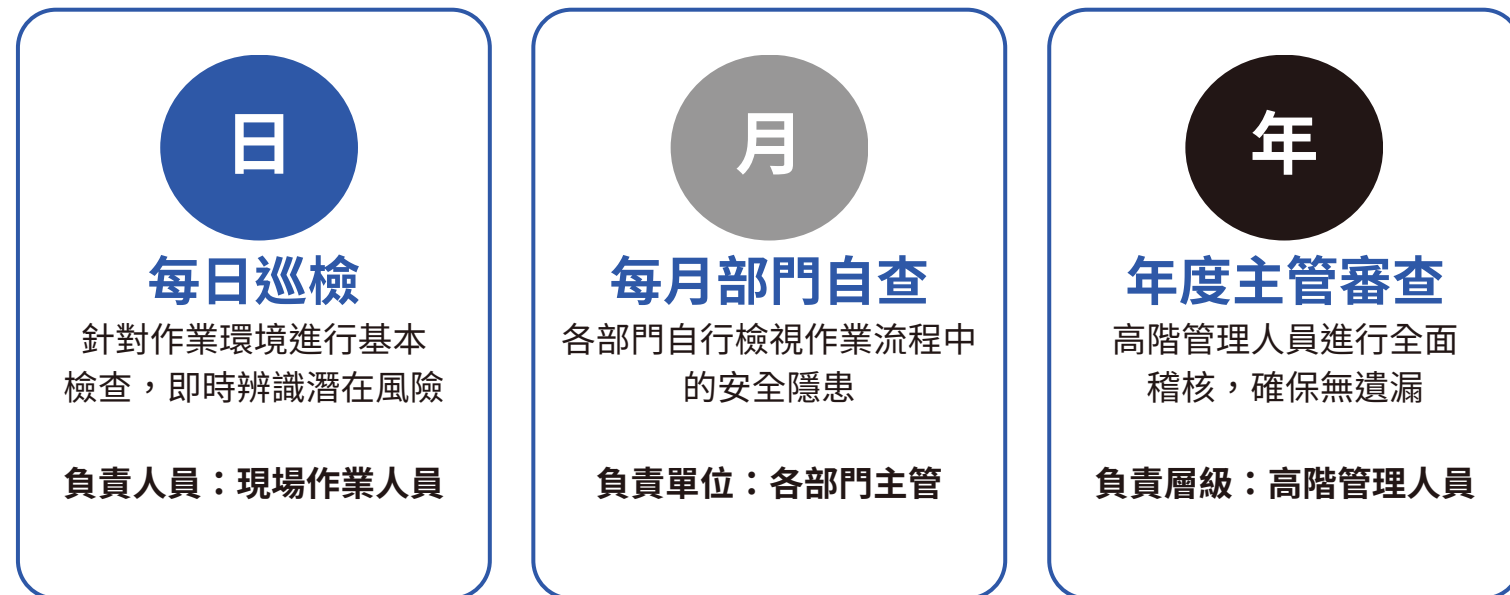 日
每日巡檢
針對作業環境進行基本
檢查，即時辨識潛在風險
負責人員：現場作業人員
月
每月部門自查
各部門自行檢視作業流程中
的安全隱患
負責單位：各部門主管
年
年度主管審查
高階管理人員進行全面
稽核，確保無遺漏
負責層級：高階管理人員